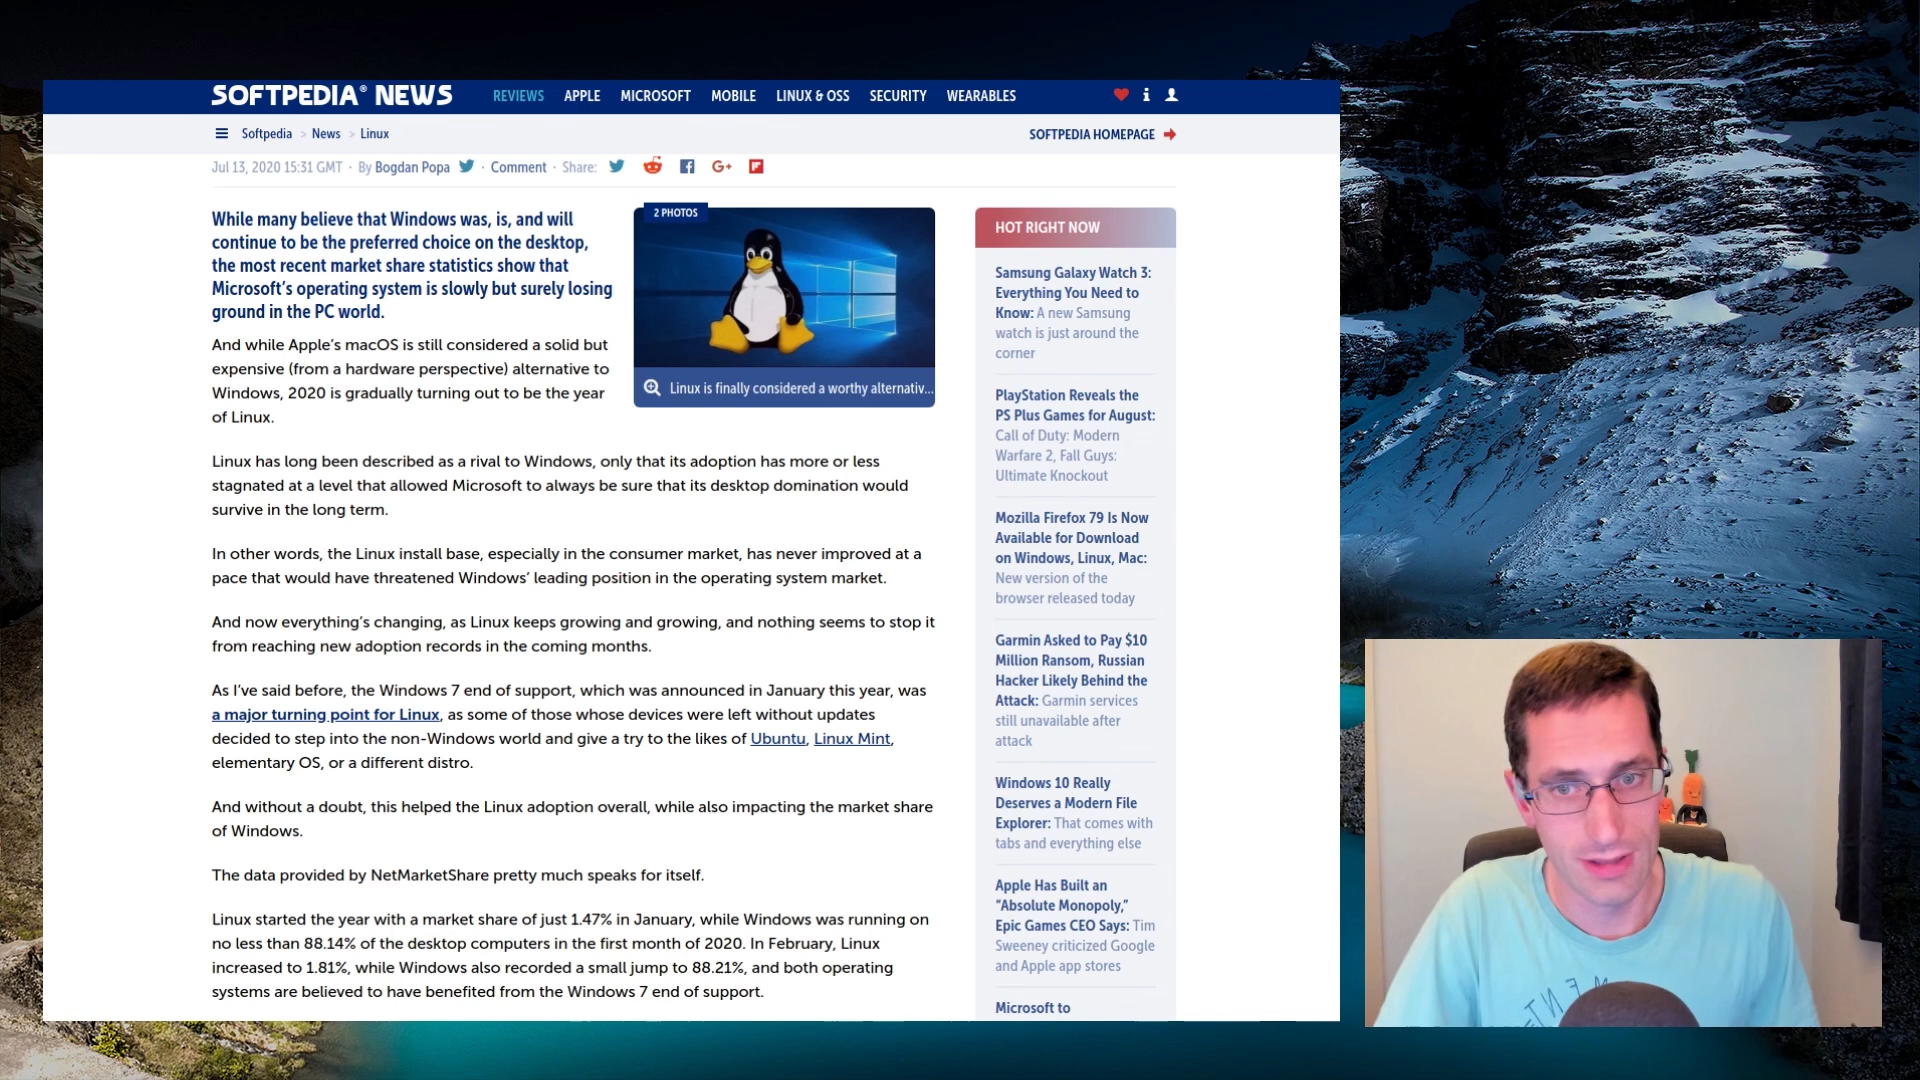 SOFTPEDIA® NEWS
REVIEWS APPLE MICROSOFT MOBILE LINUX & OSS SECURITY WEARABLES
Softpedia > News > Linux
SOFTPEDIA HOMEPAGE
Jul 13, 2020 15:31 GMT · By Bogdan Popa · Comment · Share: G+
While many believe that Windows was, is, and will
continue to be the preferred choice on the desktop,
the most recent market share statistics show that
Microsoft's operating system is slowly but surely losing
ground in the PC world.
2 PHOTOS
Linux is finally considered a worthy alternativ...
And while Apple's macOS is still considered a solid but
expensive (from a hardware perspective) alternative to
Windows, 2020 is gradually turning out to be the year
of Linux.
Linux has long been described as a rival to Windows, only that its adoption has more or less
stagnated at a level that allowed Microsoft to always be sure that its desktop domination would
survive in the long term.
In other words, the Linux install base, especially in the consumer market, has never improved at a
pace that would have threatened Windows' leading position in the operating system market.
And now everything's changing, as Linux keeps growing and growing, and nothing seems to stop it
from reaching new adoption records in the coming months.
As I've said before, the Windows 7 end of support, which was announced in January this year, was
a major turning point for Linux, as some of those whose devices were left without updates
decided to step into the non-Windows world and give a try to the likes of Ubuntu, Linux Mint,
elementary OS, or a different distro.
And without a doubt, this helped the Linux adoption overall, while also impacting the market share
of Windows.
The data provided by NetMarketShare pretty much speaks for itself.
Linux started the year with a market share of just 1.47% in January, while Windows was running on
no less than 88.14% of the desktop computers in the first month of 2020. In February, Linux
increased to 1.81%, while Windows also recorded a small jump to 88.21%, and both operating
systems are believed to have benefited from the Windows 7 end of support.
HOT RIGHT NOW
Samsung Galaxy Watch 3:
Everything You Need to
Know: A new Samsung
watch is just around the
corner
PlayStation Reveals the
PS Plus Games for August:
Call of Duty: Modern
Warfare 2, Fall Guys:
Ultimate Knockout
Mozilla Firefox 79 Is Now
Available for Download
on Windows, Linux, Mac:
New version of the
browser released today
Garmin Asked to Pay $10
Million Ransom, Russian
Hacker Likely Behind the
Attack: Garmin services
still unavailable after
attack
Windows 10 Really
Deserves a Modern File
Explorer: That comes with
tabs and everything else
Apple Has Built an
“Absolute Monopoly,”
Epic Games CEO Says: Tim
Sweeney criticized Google
and Apple app stores
Microsoft to